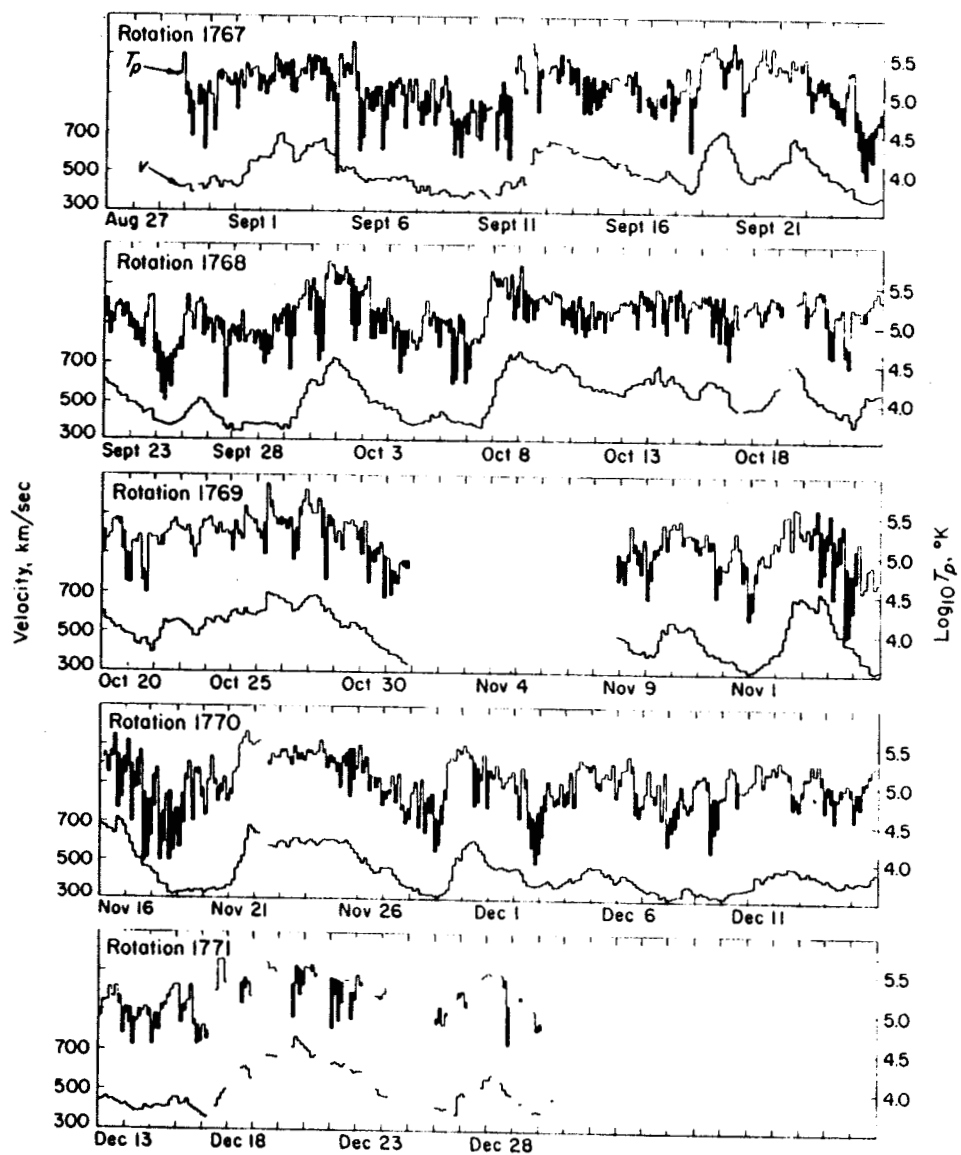 Rotation 1767
Tp
V
5.5
5.0
4.5
4.0
700
500
300
Aug 27 Sept 1 Sept 6 Sept 11 Sept 16 Sept 21
Rotation 1768
5.5
5.0
4.5
4.0
700
500
300
Sept 23 Sept 28 Oct 3 Oct 8 Oct 13 Oct 18
Velocity, km/sec
Rotation 1769
5.5
5.0
4.5
4.0
700
500
300
Log10 Tp, °K
Oct 20 Oct 25 Oct 30 Nov 4 Nov 9 Nov 1
Rotation 1770
5.5
5.0
4.5
4.0
700
500
300
Nov 16 Nov 21 Nov 26 Dec 1 Dec 6 Dec 11
Rotation 1771
5.5
5.0
4.5
4.0
700
500
300
Dec 13 Dec 18 Dec 23 Dec 28